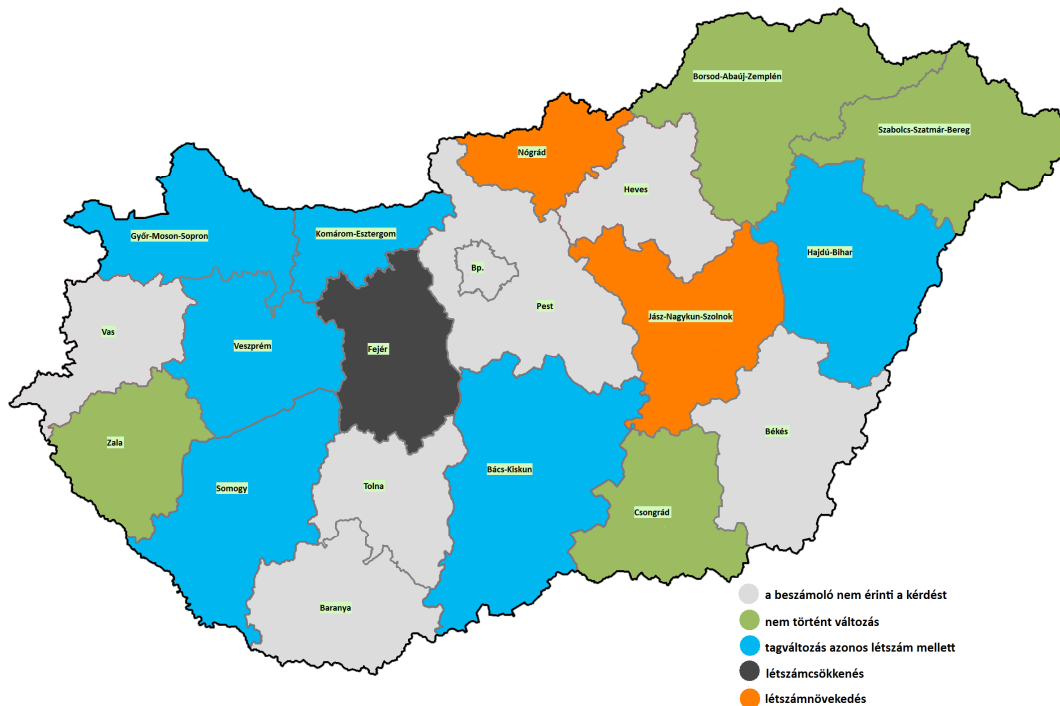 Borsod-Abaúj-Zemplén
Szabolcs-Szatmár-Bereg
Nógrád
Heves
Győr-Moson-Sopron
Komárom-Esztergom
Hajdú-Bihar
Bp.
Pest
Jász-Nagykun-Szolnok
Vas
Veszprém
Fejér
Zala
Békés
Somogy
Tolna
Bács-Kiskun
Csongrád
Baranya
a beszámoló nem érinti a kérdést
nem történt változás
tagváltozás azonos létszám mellett
létszámcsökkenés
létszámnövekedés